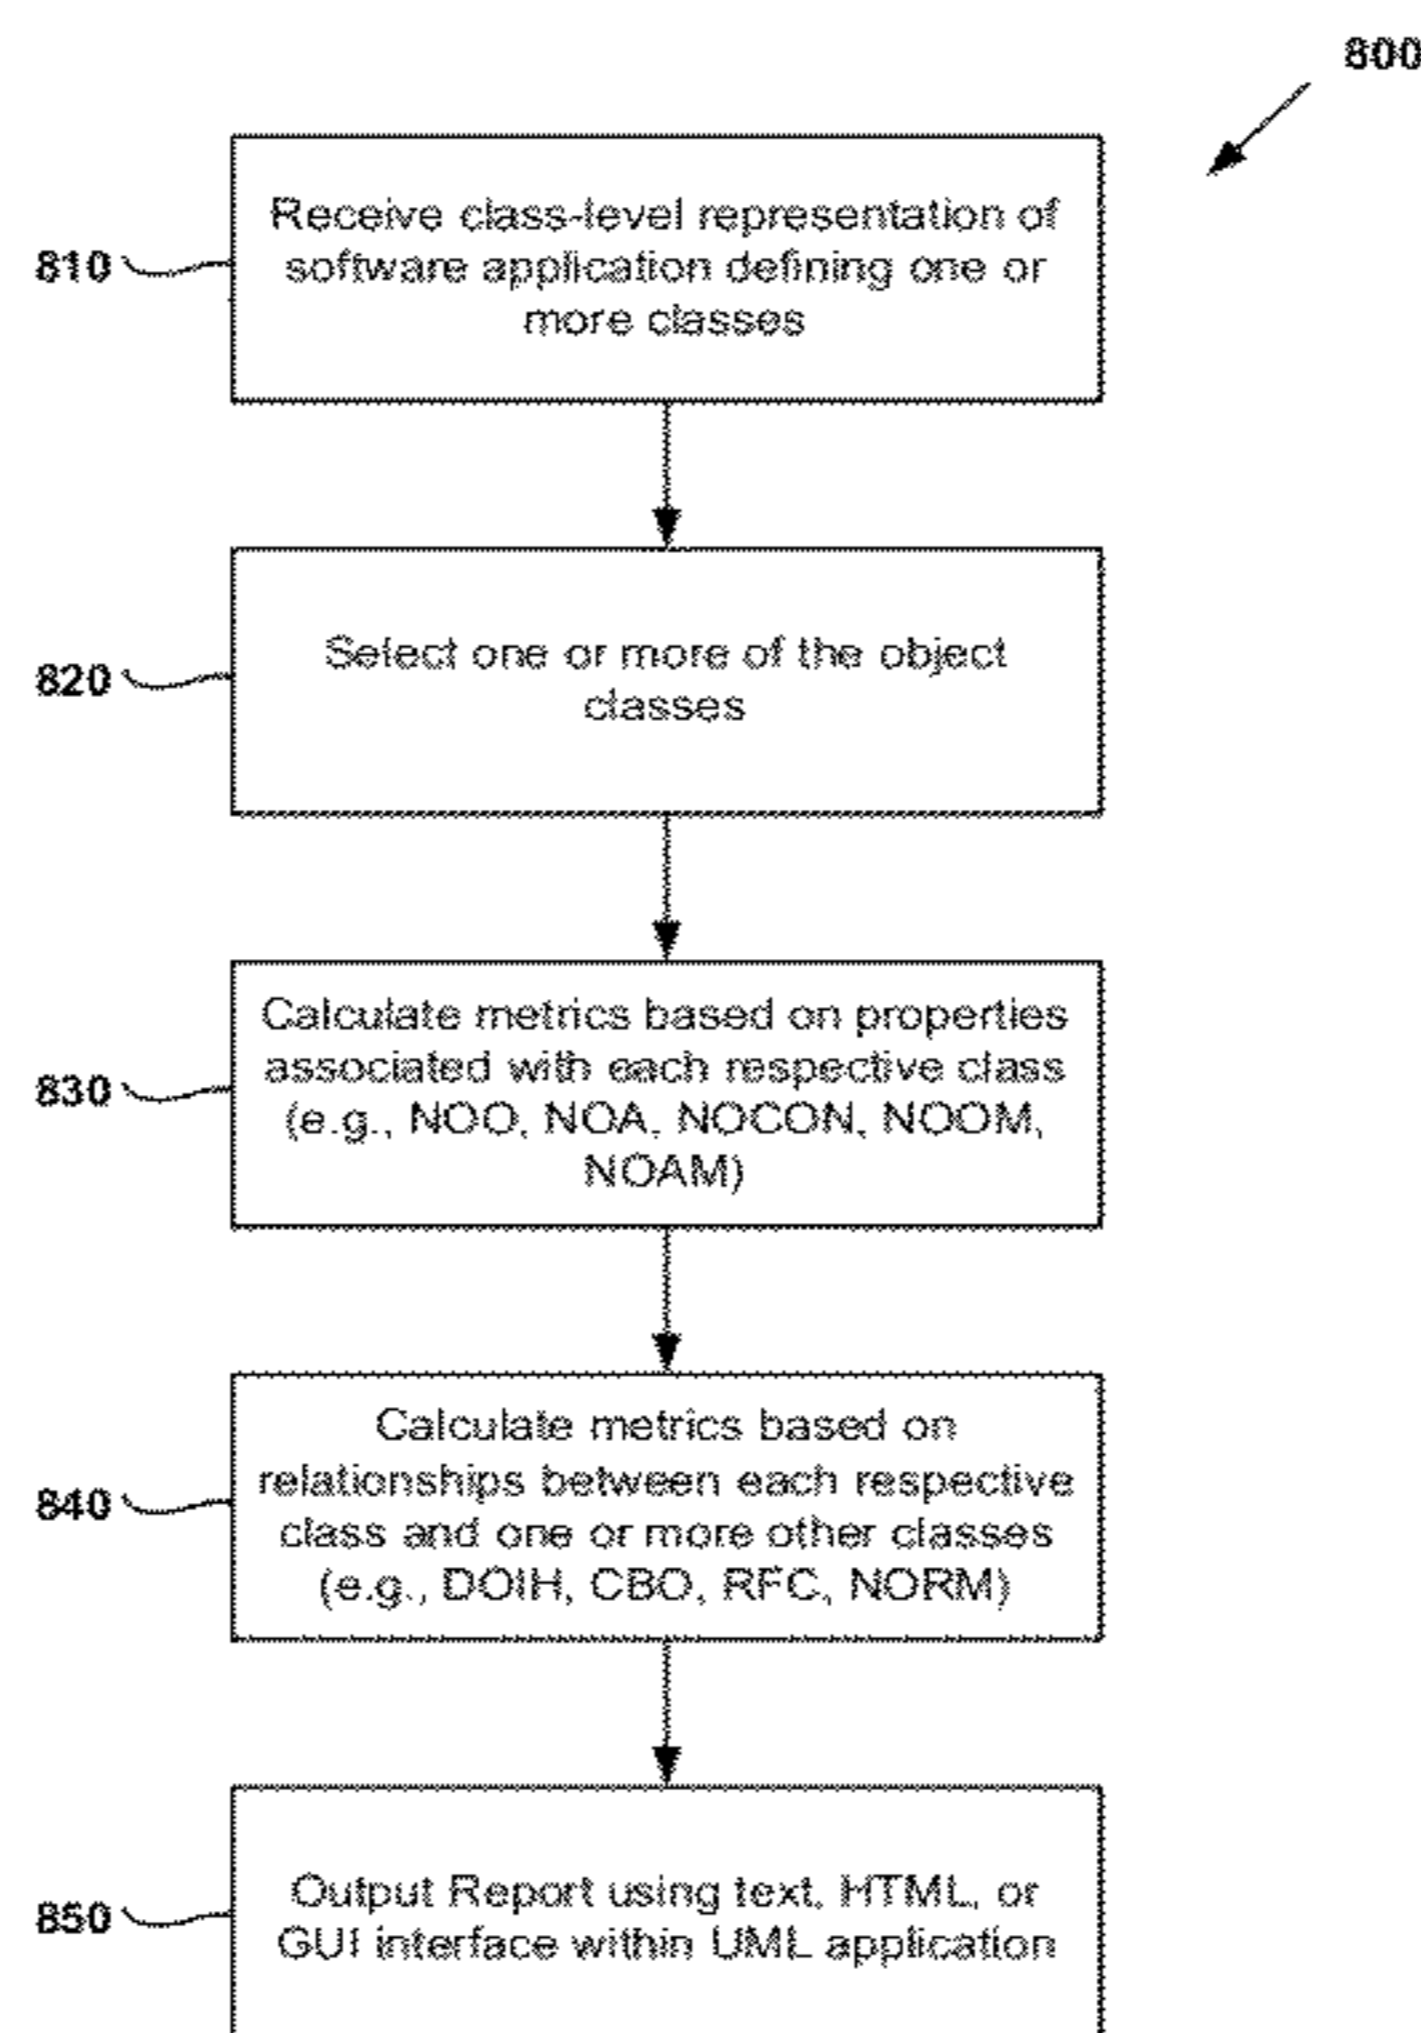 800
Receive class-level representation of
software application defining one or
more classes
810
Select one or more of the object
classes
820
Calculate metrics based on properties
associated with each respective class
(e.g., NOO, NOA, NOCON, NOOM,
NOAM)
830
Calculate metrics based on
relationships between each respective
class and one or more other classes
(e.g., DOIH, CBO, RFC, NORM)
840
Output Report using text, HTML, or
GUI interface within UML application
850